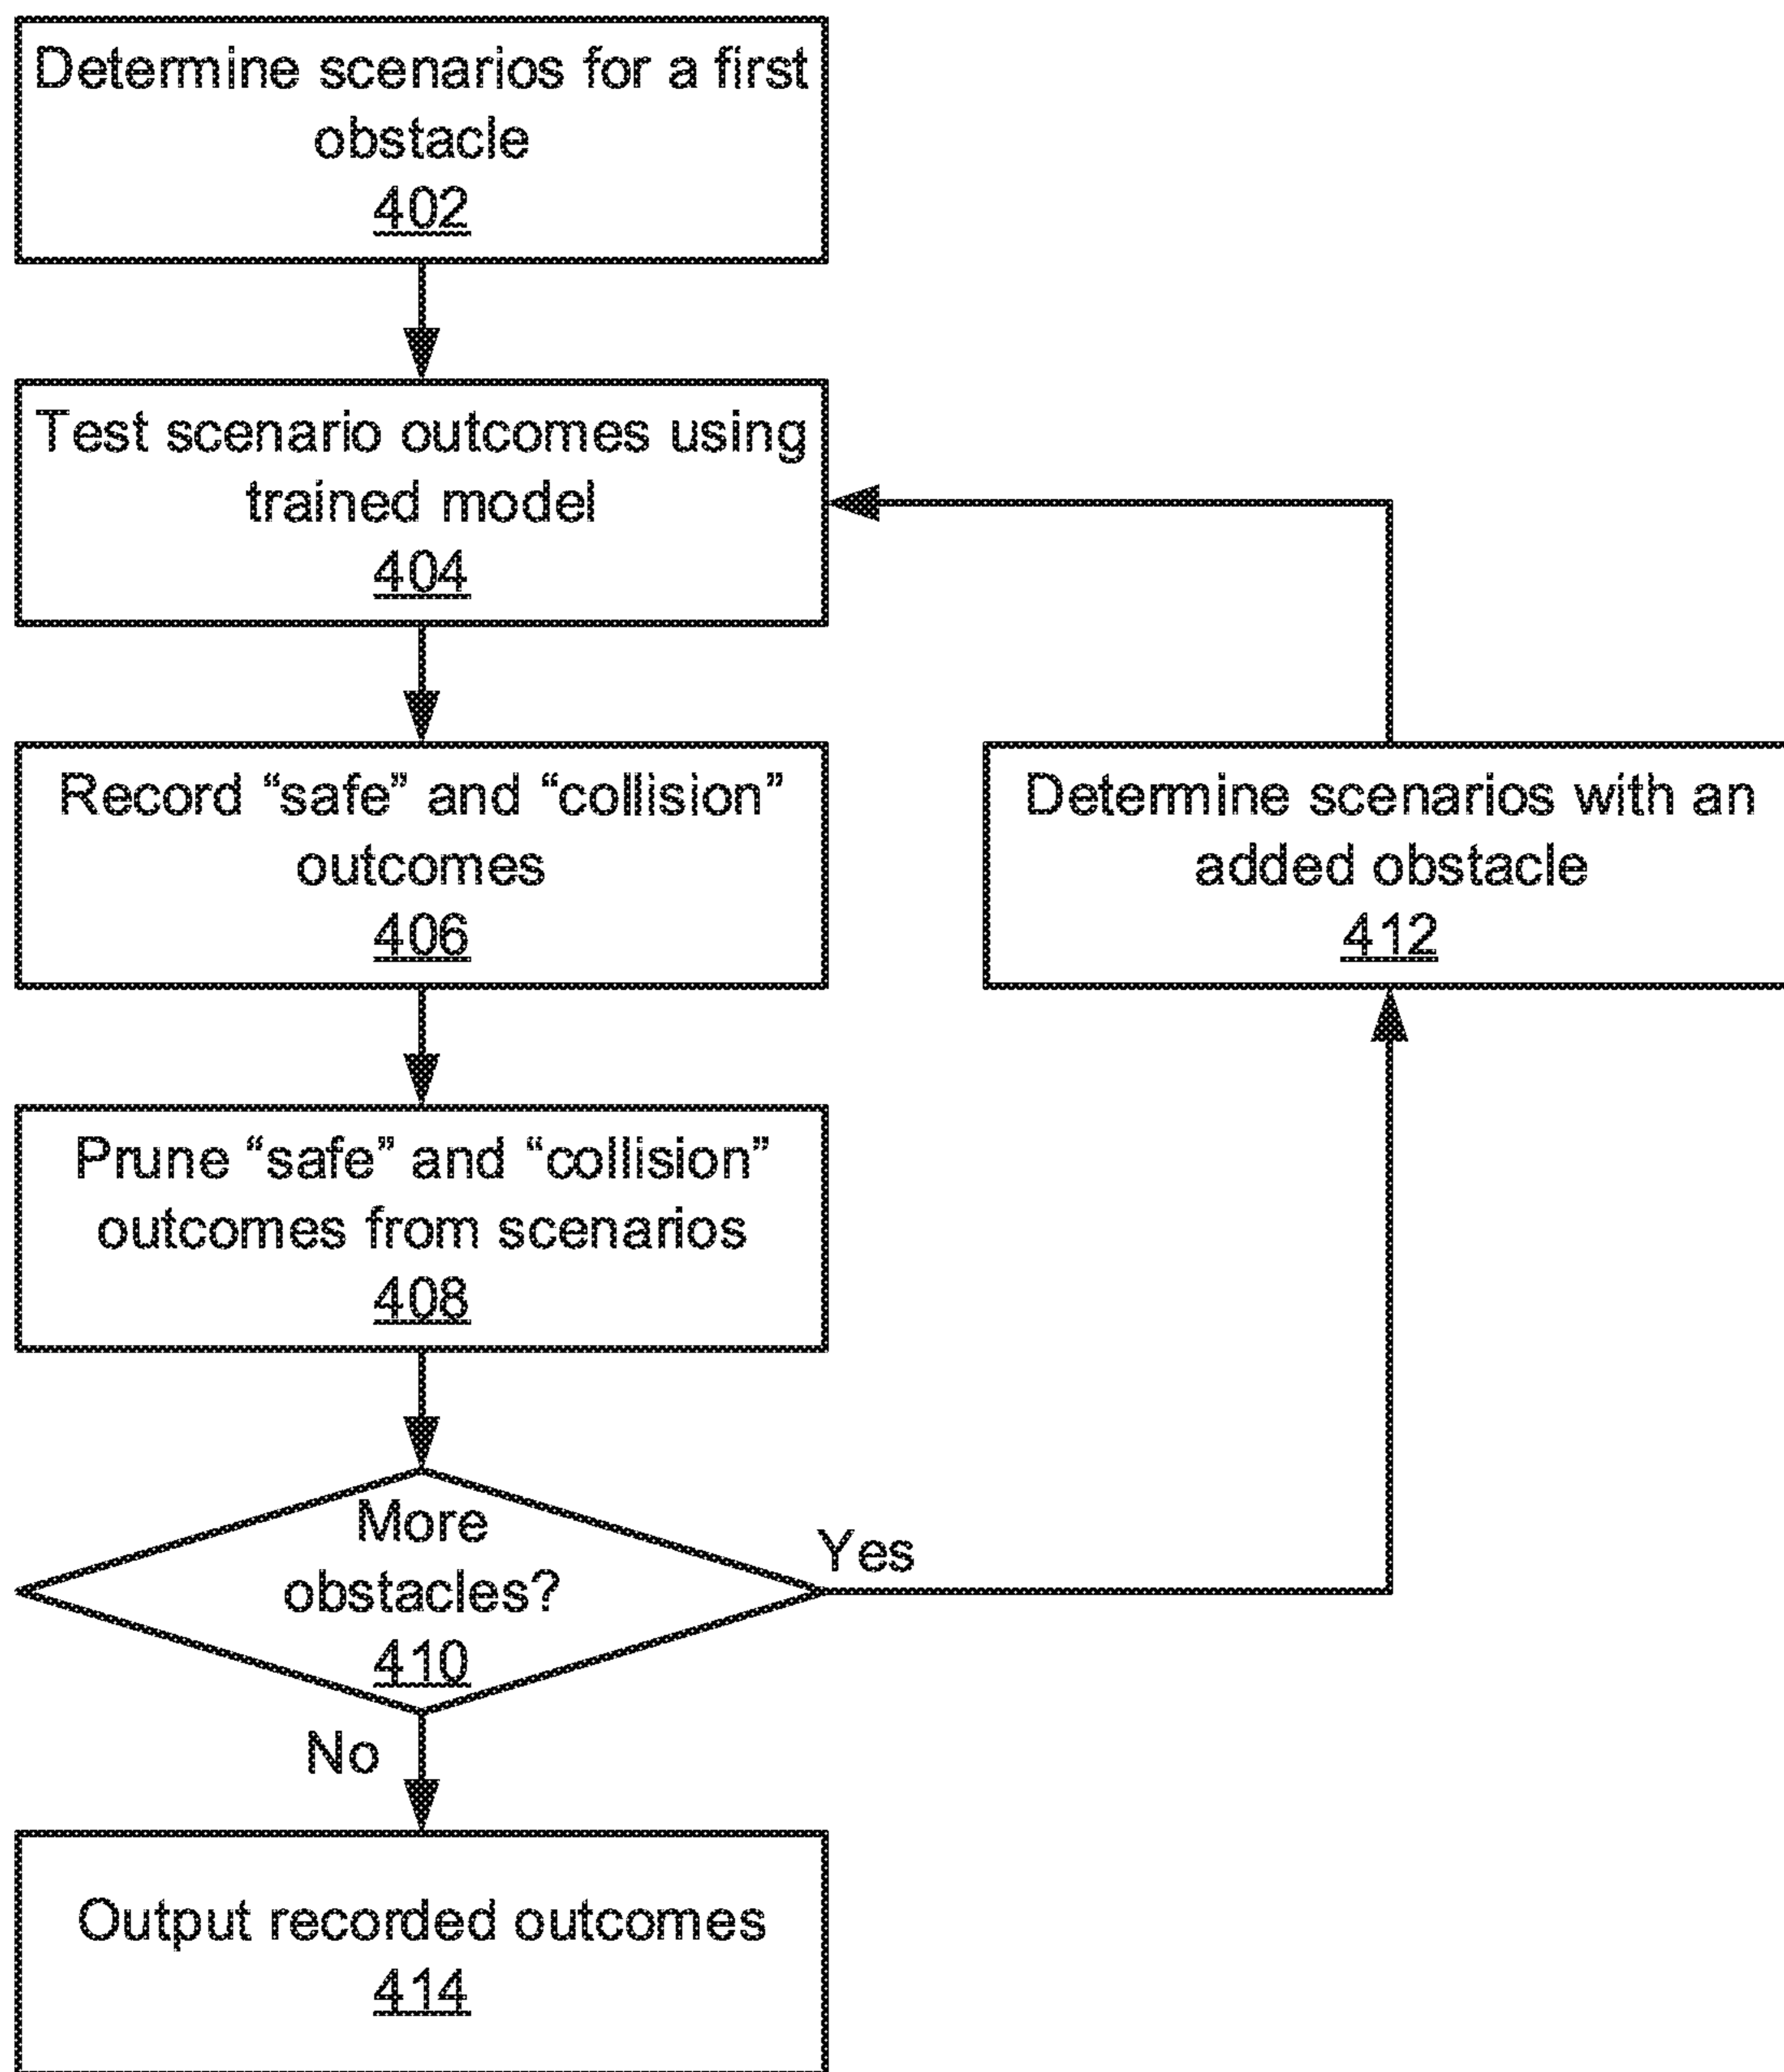 Determine scenarios for a first
obstacle
402
Test scenario outcomes using
trained model
404
Record “safe” and “collision”
outcomes
406
Determine scenarios with an
added obstacle
412
Prune “safe” and “collision”
outcomes from scenarios
408
More
obstacles?
410
Yes
No
Output recorded outcomes
414